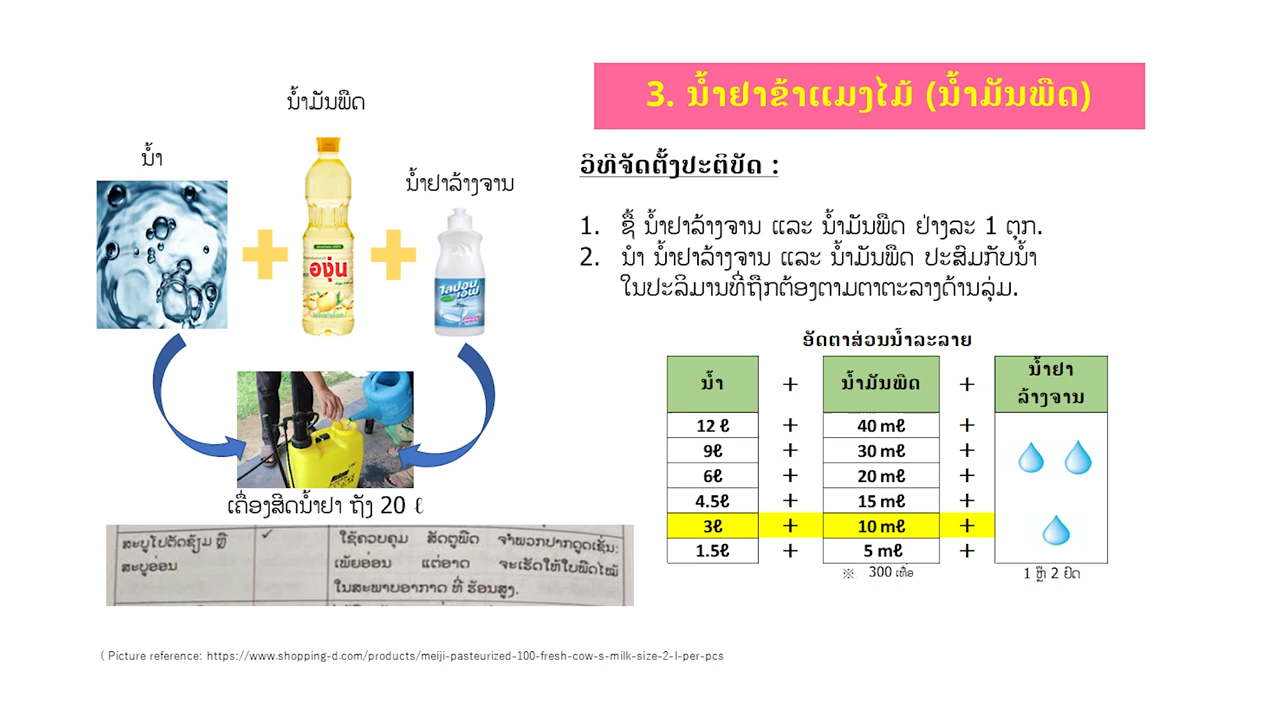 3. ນ້ຳຢາຂ້າແມງໄມ້ (ນ້ຳມັນພືດ)
ນ້ຳມັນພືດ
ນ້ຳ
ນ້ຳຢາລ້າງຈານ
องุ่น
ไลปอนเอฟ
ເຄື່ອງສີດນ້ຳຢາ ຖັງ 20 ℓ
ສະບູໂປຕັດຊ້ຽມ ຫຼື
ສະບູອ່ອນ
✓
ໃຊ້ຄວບຄຸມ ສັດຕູພືດ ຈຳພວກປາກດູດເຊັ່ນ:
ເພ້ຍອ່ອນ ແຕ່ອາດ ຈະເຮັດໃຫ້ໃບພືດໄໝ້
ໃນສະພາບອາກາດ ທີ່ ຮ້ອນສູງ.
ວິທີຈັດຕັ້ງປະຕິບັດ :
1. ຊື້ ນ້ຳຢາລ້າງຈານ ແລະ ນ້ຳມັນພືດ ຢ່າງລະ 1 ຕຸກ.
2. ນຳ ນ້ຳຢາລ້າງຈານ ແລະ ນ້ຳມັນພືດ ປະສົມກັບນ້ຳ
ໃນປະລິມານທີ່ຖືກຕ້ອງຕາມຕາຕະລາງດ້ານລຸ່ມ.
ອັດຕາສ່ວນນ້ຳລະລາຍ
ນ້ຳ + ນ້ຳມັນພືດ + ນ້ຳຢາ
ລ້າງຈານ
12 ℓ + 40 mℓ +
9ℓ + 30 mℓ +
6ℓ + 20 mℓ +
4.5ℓ + 15 mℓ +
3ℓ + 10 mℓ +
1.5ℓ + 5 mℓ +
※ 300 ເທື່ອ
1 ຫຼື 2 ຢົດ
( Picture reference: https://www.shopping-d.com/products/meiji-pasteurized-100-fresh-cow-s-milk-size-2-l-per-pcs